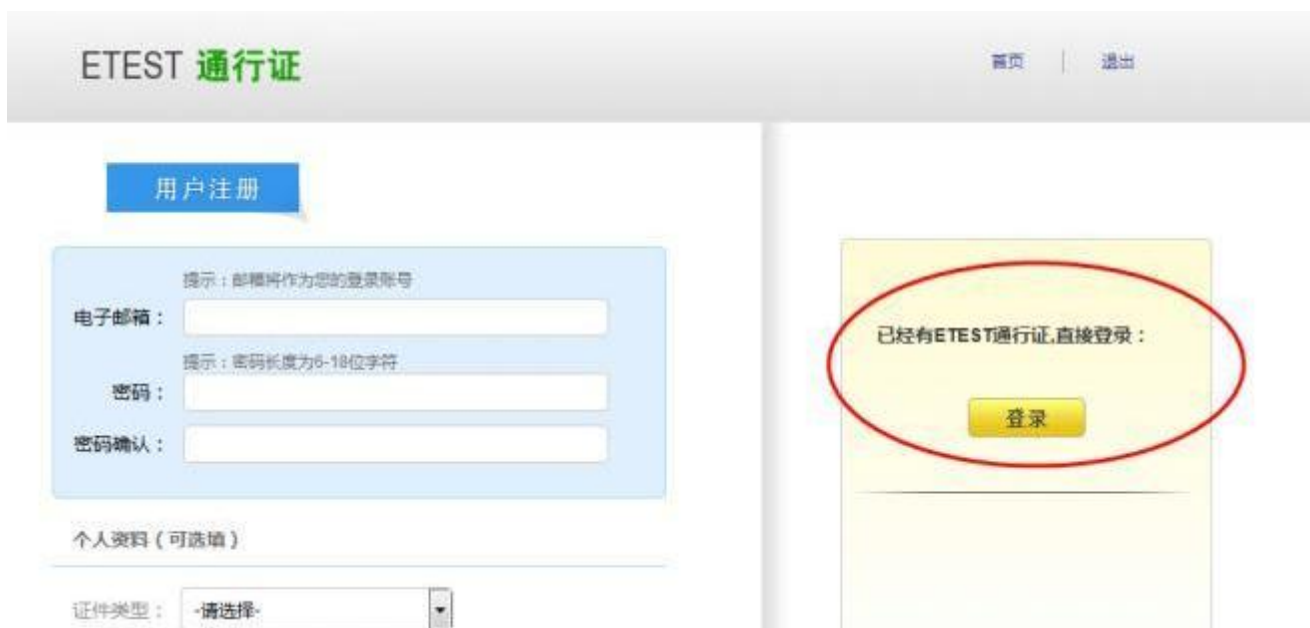 ETEST 通行证
首页 | 退出
用户注册
提示：邮箱将作为您的登录账号
电子邮箱：
提示：密码长度为6-18位字符
密码：
密码确认：
已经有ETEST通行证,直接登录：
登录
个人资料（可选填）
证件类型： -请选择-